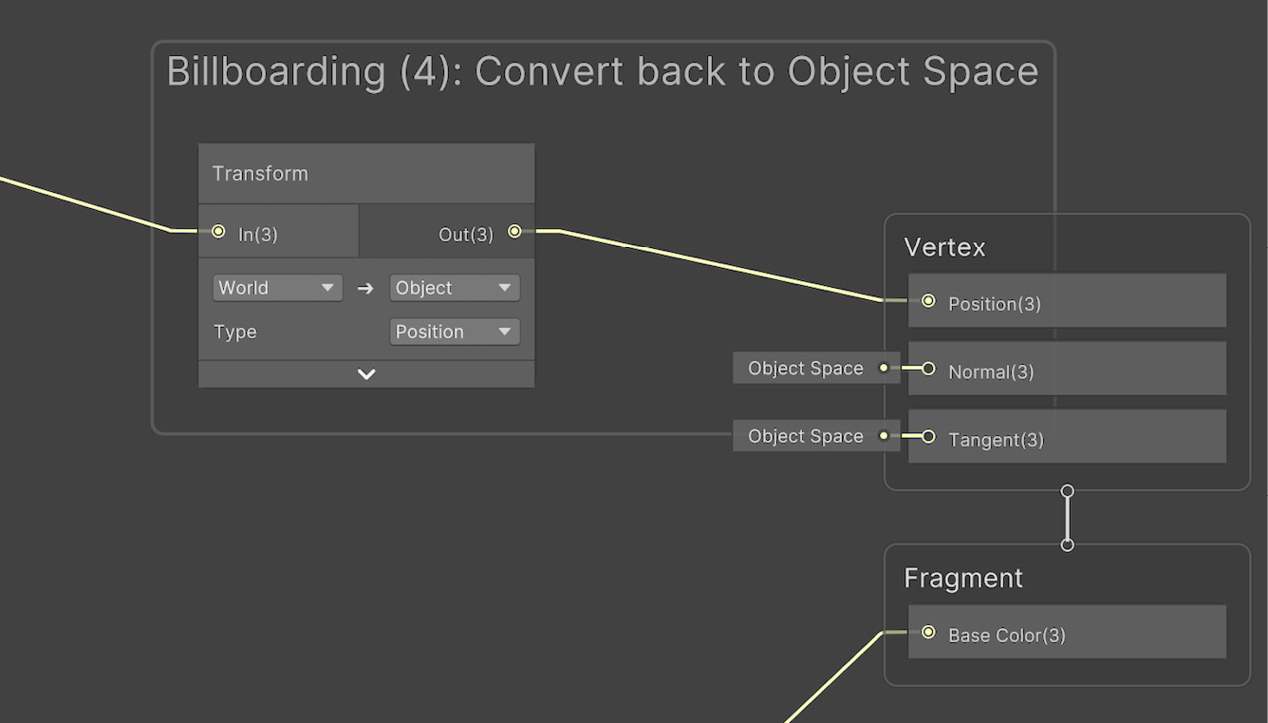 Billboarding (4): Convert back to Object Space
Transform
In(3)
Out(3)
World
Object
Type
Position
Vertex
Position(3)
Object Space
Normal(3)
Object Space
Tangent(3)
Fragment
Base Color(3)